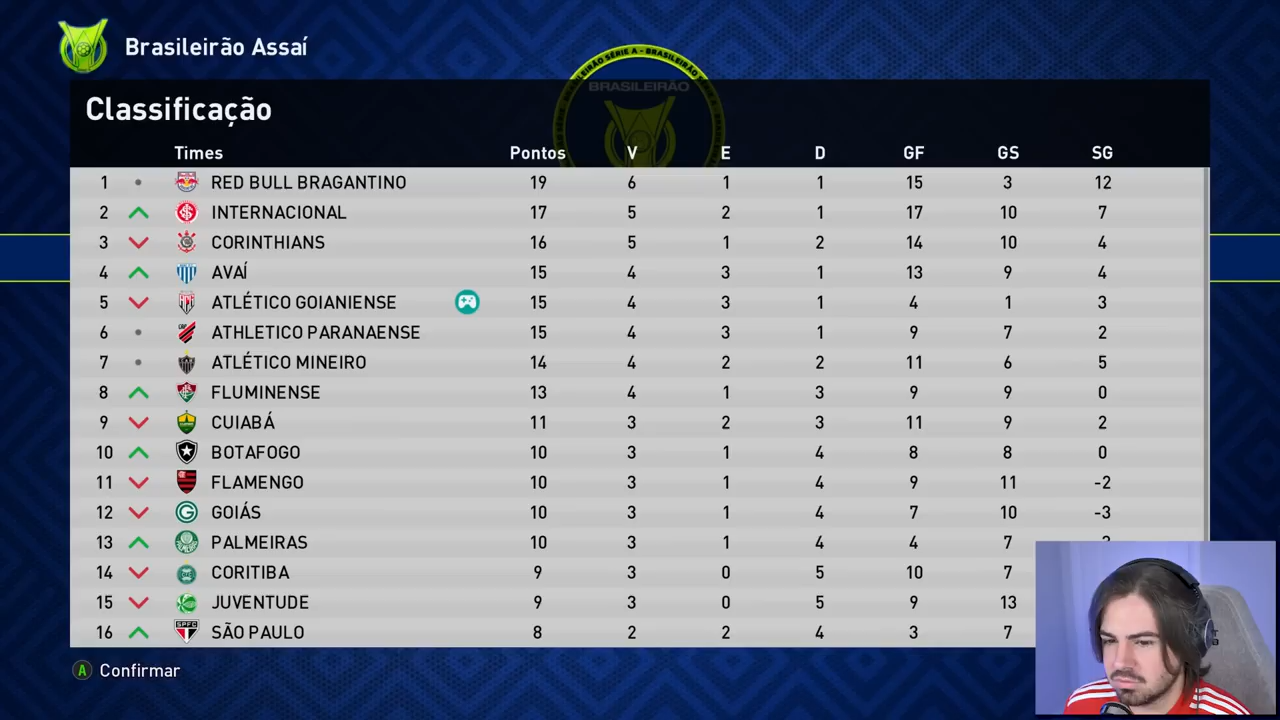 Brasileirão Assaí
BRASILEIRÃO SÉRIE A - BRASILEIRÃO
BRASILEIRÃO
Classificação
Times Pontos V E D GF GS SG
1 RED BULL BRAGANTINO 19 6 1 1 15 3 12
2 INTERNACIONAL 17 5 2 1 17 10 7
3 CORINTHIANS 16 5 1 2 14 10 4
4 AVAÍ 15 4 3 1 13 9 4
5 ATLÉTICO GOIANIENSE 15 4 3 1 4 1 3
6 ATHLETICO PARANAENSE 15 4 3 1 9 7 2
7 ATLÉTICO MINEIRO 14 4 2 2 11 6 5
8 FLUMINENSE 13 4 1 3 9 9 0
9 CUIABÁ 11 3 2 3 11 9 2
10 BOTAFOGO 10 3 1 4 8 8 0
11 FLAMENGO 10 3 1 4 9 11 -2
12 GOIÁS 10 3 1 4 7 10 -3
13 PALMEIRAS 10 3 1 4 4 7
14 CORITIBA 9 3 0 5 10 7
15 JUVENTUDE 9 3 0 5 9 13
16 SÃO PAULO 8 2 2 4 3 7
A Confirmar